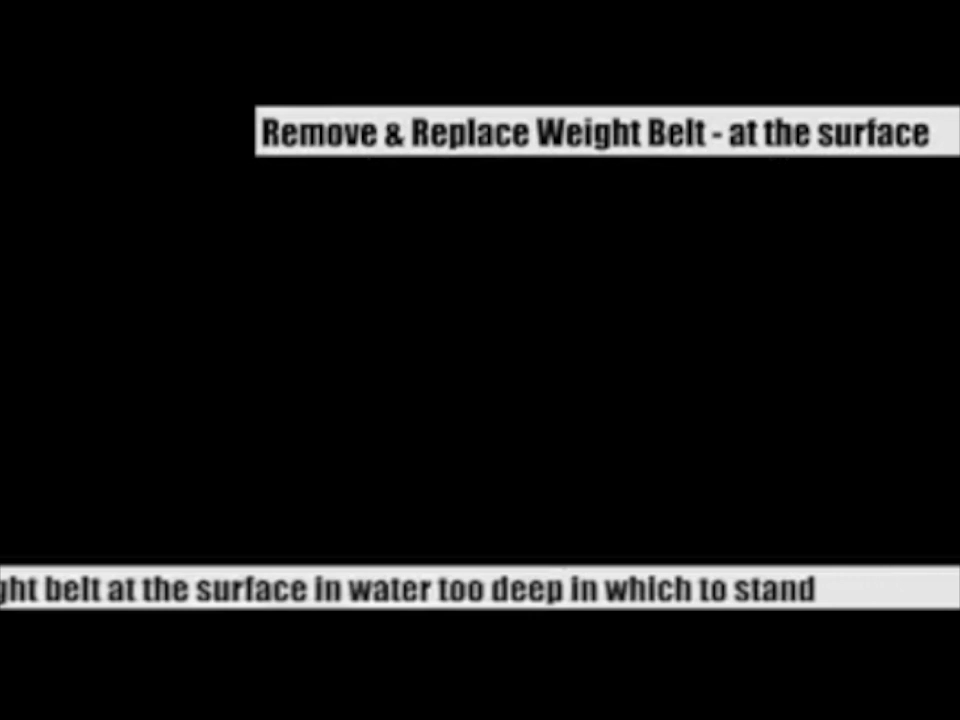 Remove & Replace Weight Belt - at the surface
belt at the surface in water too deep in which to stand